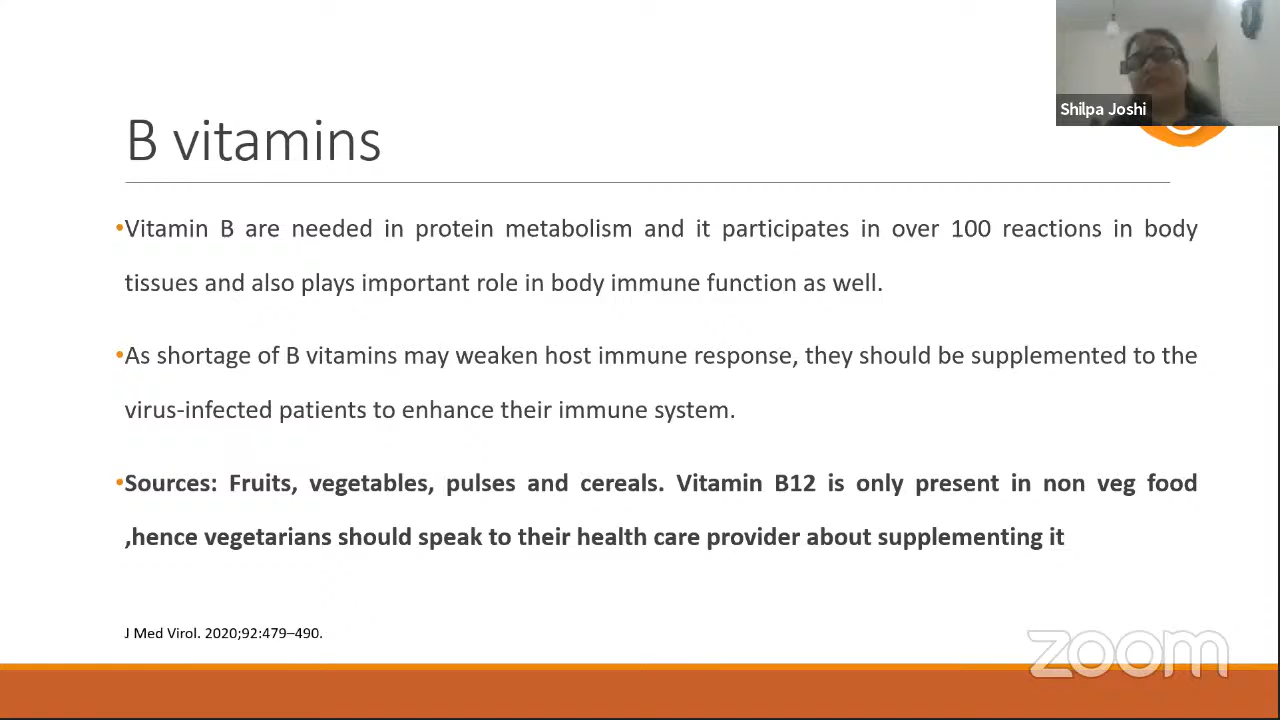 Shilpa Joshi
B vitamins
•Vitamin B are needed in protein metabolism and it participates in over 100 reactions in body
tissues and also plays important role in body immune function as well.
•As shortage of B vitamins may weaken host immune response, they should be supplemented to the
virus-infected patients to enhance their immune system.
•Sources: Fruits, vegetables, pulses and cereals. Vitamin B12 is only present in non veg food
,hence vegetarians should speak to their health care provider about supplementing it
J Med Virol. 2020;92:479–490.
zoom